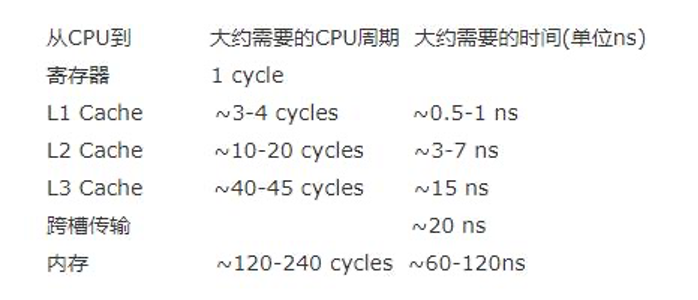 从CPU到 大约需要的CPU周期 大约需要的时间(单位ns)
寄存器 1 cycle
L1 Cache ~3-4 cycles ~0.5-1 ns
L2 Cache ~10-20 cycles ~3-7 ns
L3 Cache ~40-45 cycles ~15 ns
跨槽传输 ~20 ns
内存 ~120-240 cycles ~60-120ns